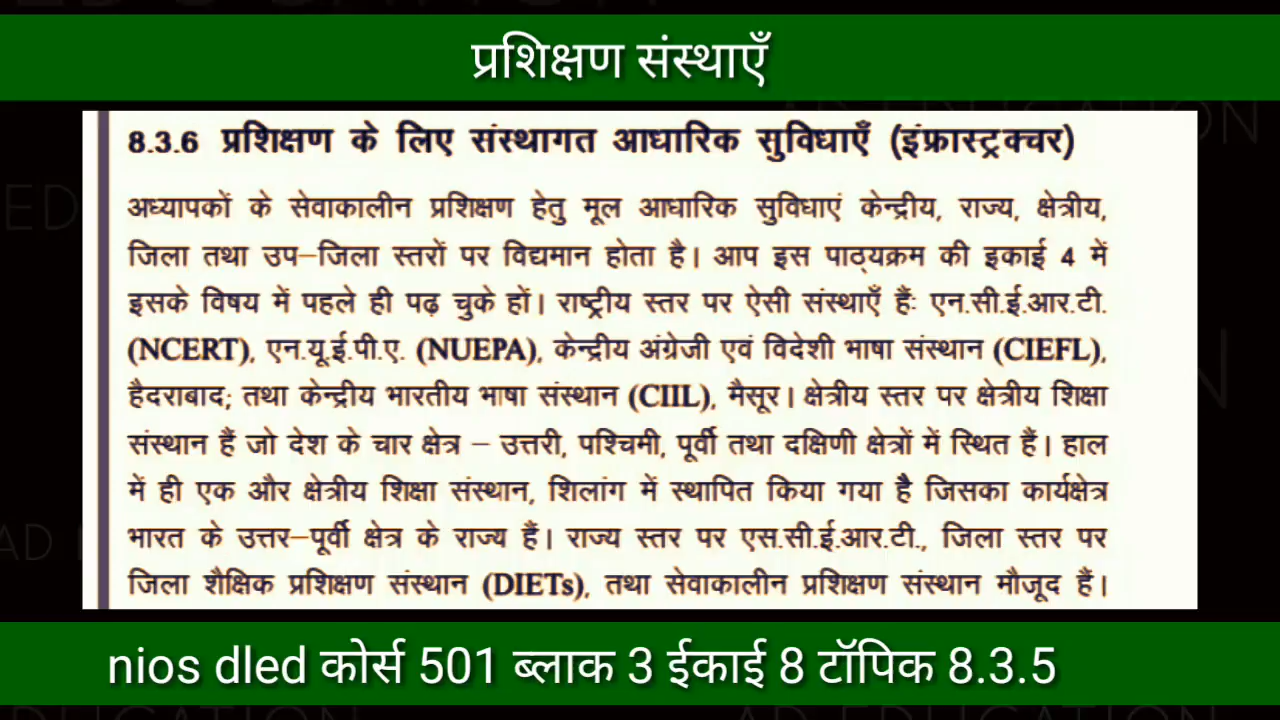 प्रशिक्षण संस्थाएँ
8.3.6 प्रशिक्षण के लिए संस्थागत आधारिक सुविधाएँ (इंफ्रास्ट्रक्चर)
अध्यापकों के सेवाकालीन प्रशिक्षण हेतु मूल आधारिक सुविधाएं केन्द्रीय, राज्य, क्षेत्रीय,
जिला तथा उप–जिला स्तरों पर विद्यमान होता है। आप इस पाठ्यक्रम की इकाई 4 में
इसके विषय में पहले ही पढ़ चुके हों। राष्ट्रीय स्तर पर ऐसी संस्थाएँ हैंः एन.सी.ई.आर.टी.
(NCERT), एन.यू.ई.पी.ए. (NUEPA), केन्द्रीय अंग्रेजी एवं विदेशी भाषा संस्थान (CIEFL),
हैदराबाद; तथा केन्द्रीय भारतीय भाषा संस्थान (CIIL), मैसूर। क्षेत्रीय स्तर पर क्षेत्रीय शिक्षा
संस्थान हैं जो देश के चार क्षेत्र – उत्तरी, पश्चिमी, पूर्वी तथा दक्षिणी क्षेत्रों में स्थित हैं। हाल
में ही एक और क्षेत्रीय शिक्षा संस्थान, शिलांग में स्थापित किया गया है जिसका कार्यक्षेत्र
भारत के उत्तर–पूर्वी क्षेत्र के राज्य हैं। राज्य स्तर पर एस.सी.ई.आर.टी., जिला स्तर पर
जिला शैक्षिक प्रशिक्षण संस्थान (DIETs), तथा सेवाकालीन प्रशिक्षण संस्थान मौजूद हैं।
nios dled कोर्स 501 ब्लाक 3 ईकाई 8 टॉपिक 8.3.5